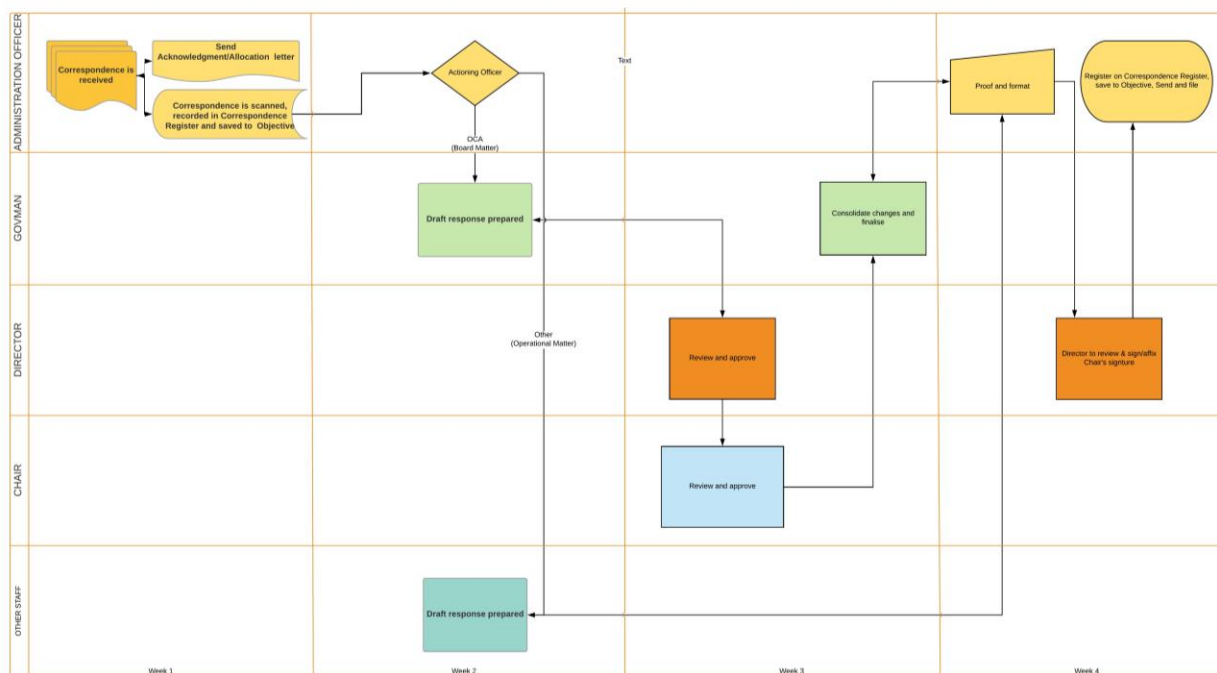 ADMINISTRATION OFFICER
Correspondence is
received
Send
Acknowledgment/Allocation letter
Correspondence is scanned,
recorded in Correspondence
Register and saved to Objective
Actioning Officer
Text
Proof and format
Register on Correspondence Register,
save to Objective, Send and file
OCA
(Board Matter)
GOVMAN
Draft response prepared
Consolidate changes and
finalise
DIRECTOR
Other
(Operational Matter)
Review and approve
Director to review & sign/affix
Chair's signture
CHAIR
Review and approve
OTHER STAFF
Draft response prepared
Week 1
Week 2
Week 3
Week 4